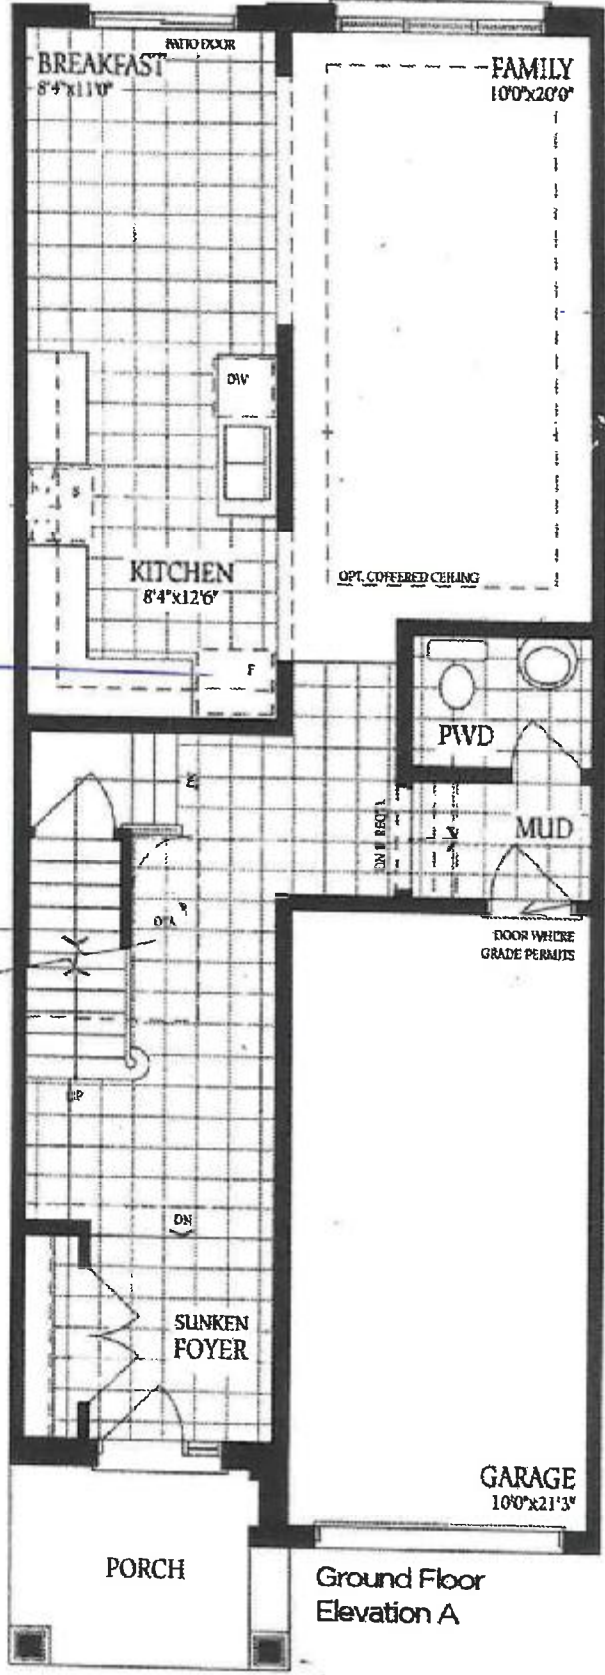 PATIO DOOR
BREAKFAST
8'4"x11'0"
FAMILY
10'0"x20'0"
DW
S
OPT. COFFERED CEILING
KITCHEN
8'4"x12'6"
F
PWD
MUD
DOOR WHERE
GRADE PERMITS
UP
DN
SUNKEN
FOYER
GARAGE
10'0"x21'3"
PORCH
Ground Floor
Elevation A